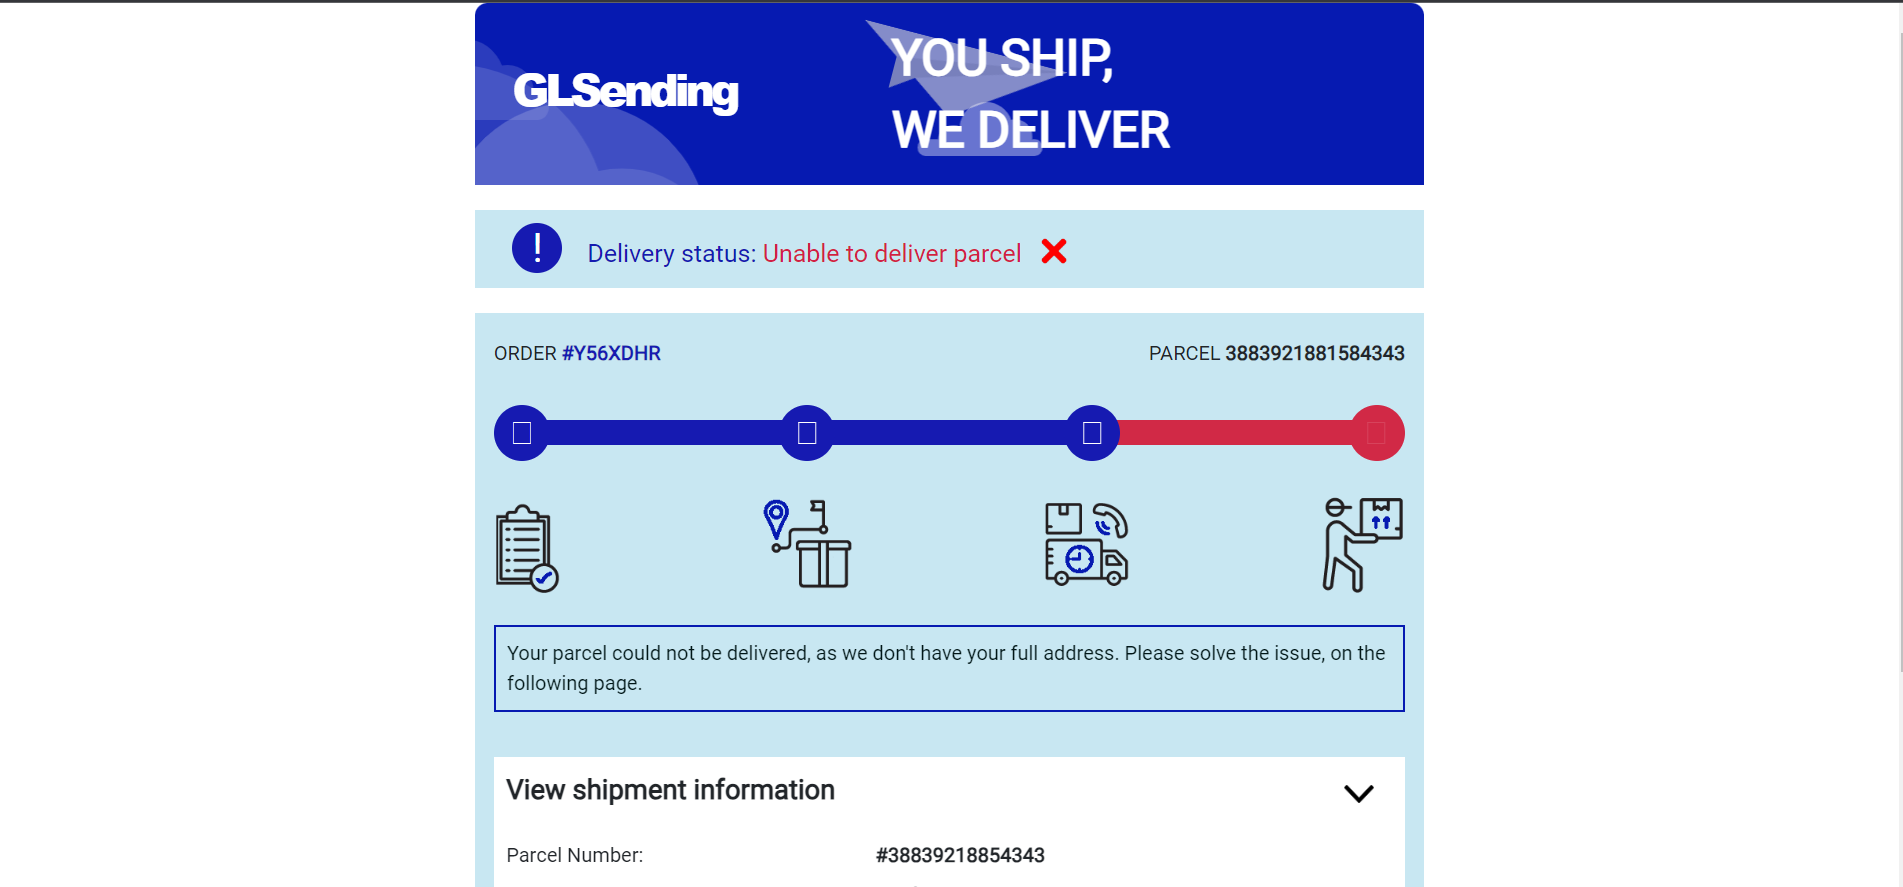 GLSending
YOU SHIP,
WE DELIVER
! Delivery status: Unable to deliver parcel
ORDER #Y56XDHR
PARCEL 3883921881584343
Your parcel could not be delivered, as we don't have your full address. Please solve the issue, on the
following page.
View shipment information
Parcel Number: #38839218854343